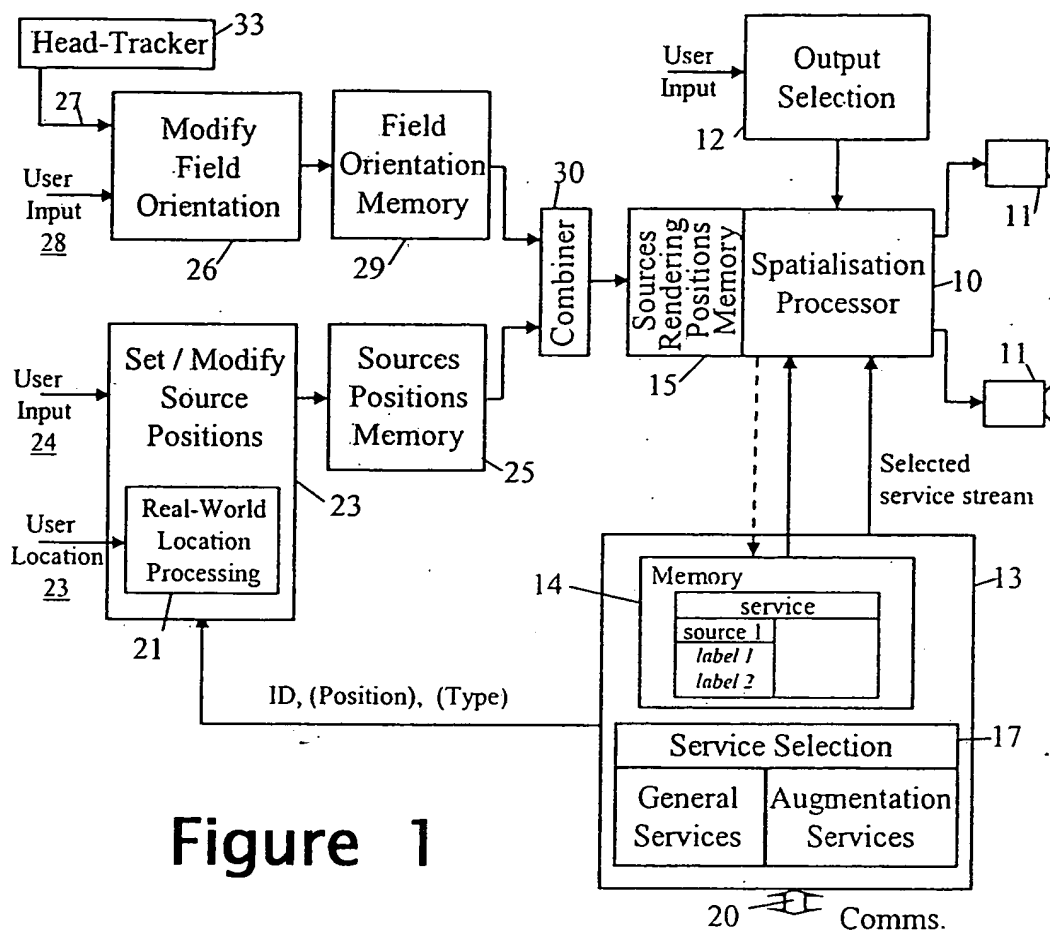 Head-Tracker
33
27
User
Input
28
Modify
Field
Orientation
26
Field
Orientation
Memory
29
30
Combiner
User
Input
Output
Selection
12
Sources
Rendering
Positions
Memory
15
Spatialisation
Processor
10
11
11
User
Input
24
Set / Modify
Source
Positions
23
Sources
Positions
Memory
25
User
Location
23
Real-World
Location
Processing
21
Selected
service stream
13
14
Memory
service
source 1
label 1
label 2
ID, (Position), (Type)
17
Service Selection
General
Services
Augmentation
Services
20
Comms.
Figure 1